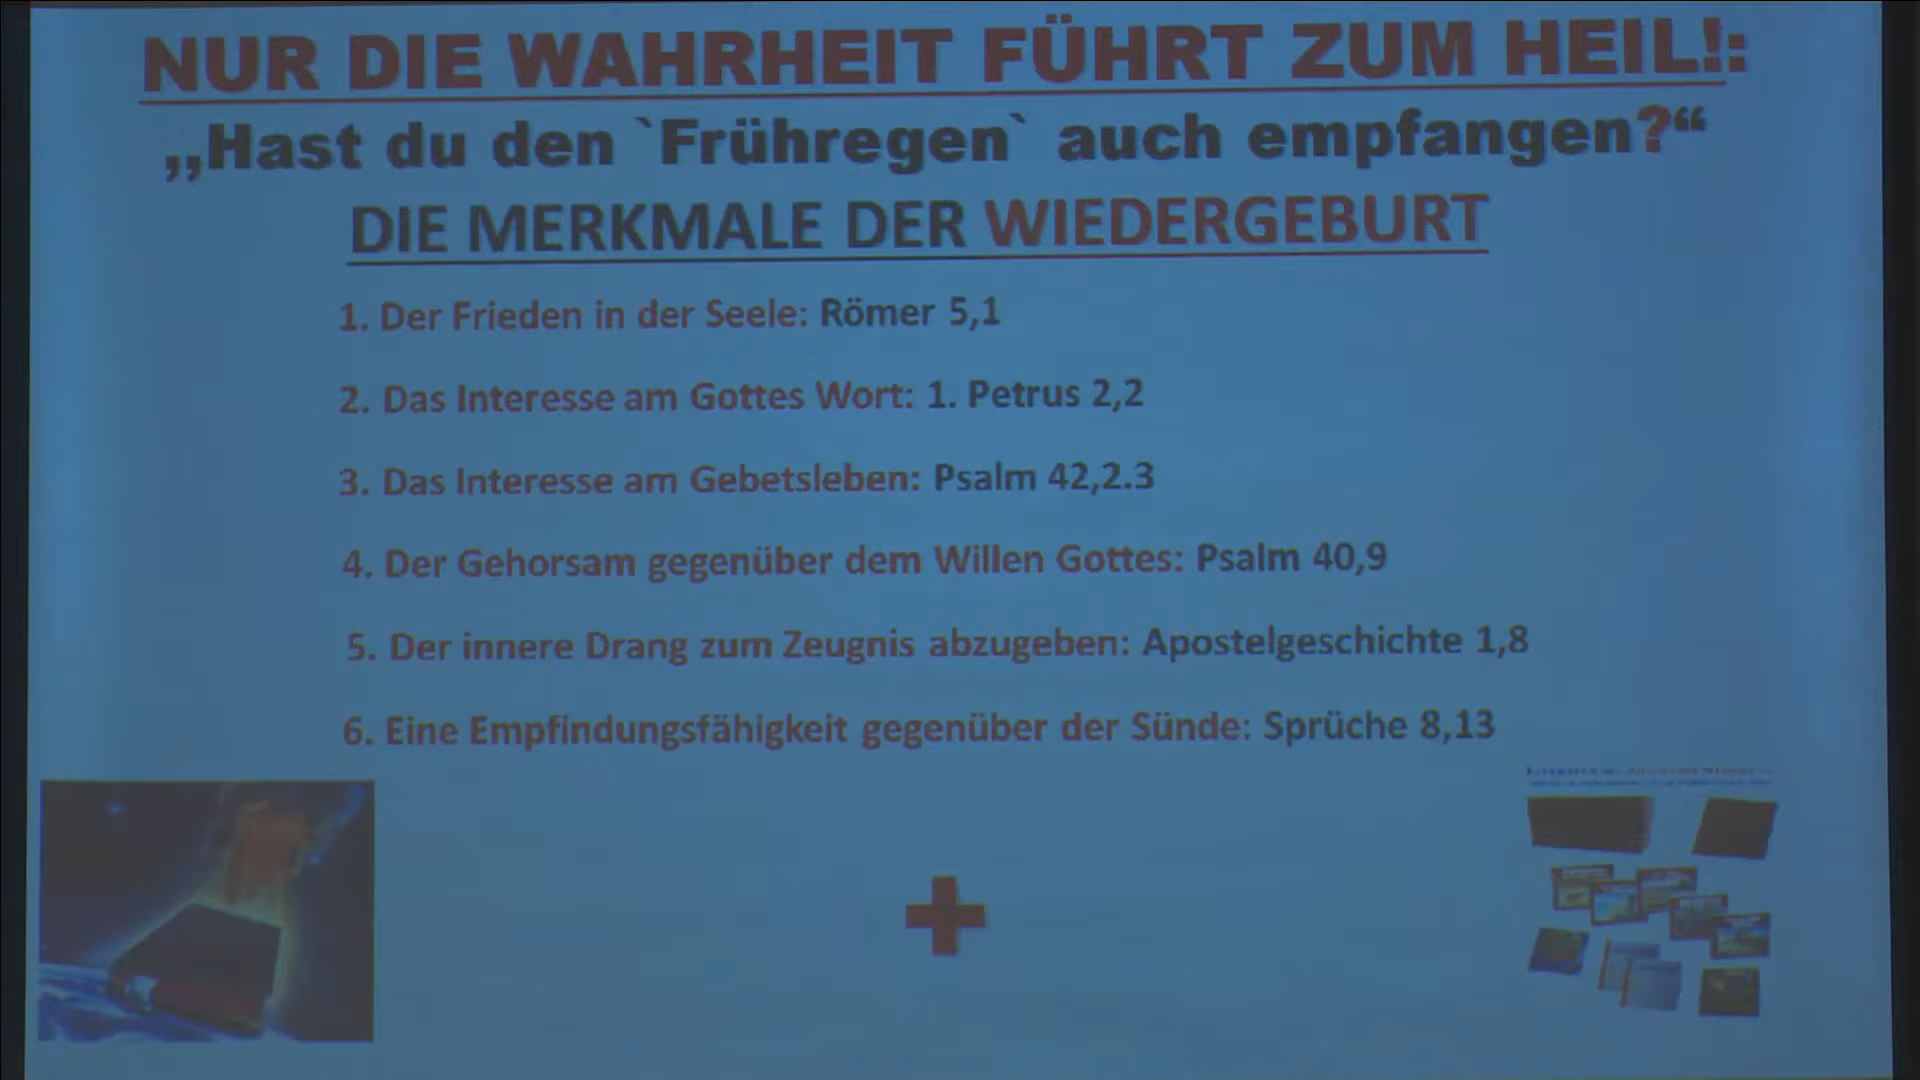 NUR DIE WAHRHEIT FÜHRT ZUM HEIL!:
„Hast du den `Frühregen` auch empfangen?“
DIE MERKMALE DER WIEDERGEBURT
1. Der Frieden in der Seele: Römer 5,1
2. Das Interesse am Gottes Wort: 1. Petrus 2,2
3. Das Interesse am Gebetsleben: Psalm 42,2.3
4. Der Gehorsam gegenüber dem Willen Gottes: Psalm 40,9
5. Der innere Drang zum Zeugnis abzugeben: Apostelgeschichte 1,8
6. Eine Empfindungsfähigkeit gegenüber der Sünde: Sprüche 8,13